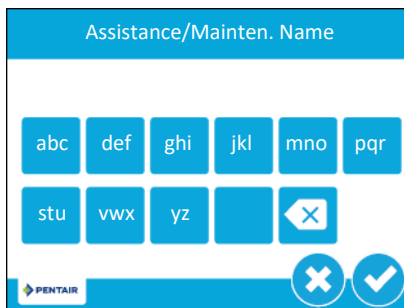 Assistance/Mainten. Name
abc def ghi jkl mno pqr
stu vwx yz
PENTAIR